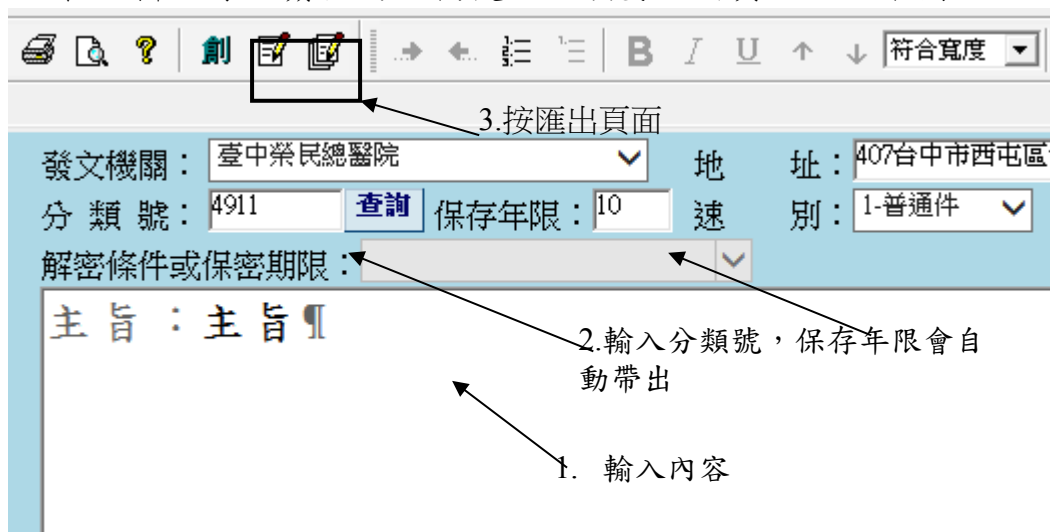 創 B I U 符合寬度
3.按匯出頁面
發文機關：臺中榮民總醫院 地 址：407台中市西屯區
分 類 號：4911 查詢 保存年限：10 速 別：1-普通件
解密條件或保密期限：
主旨：主旨¶
2.輸入分類號，保存年限會自
動帶出
1. 輸入內容